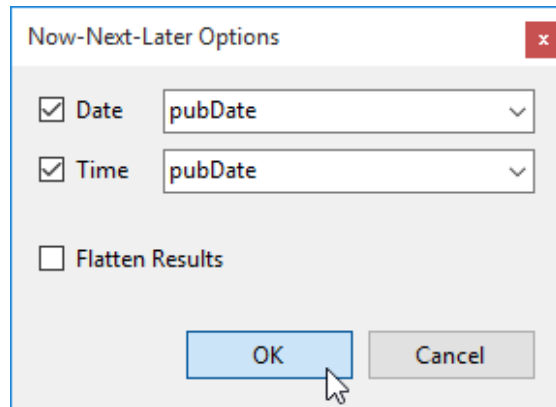 Now-Next-Later Options
x
Date pubDate
Time pubDate
Flatten Results
OK Cancel